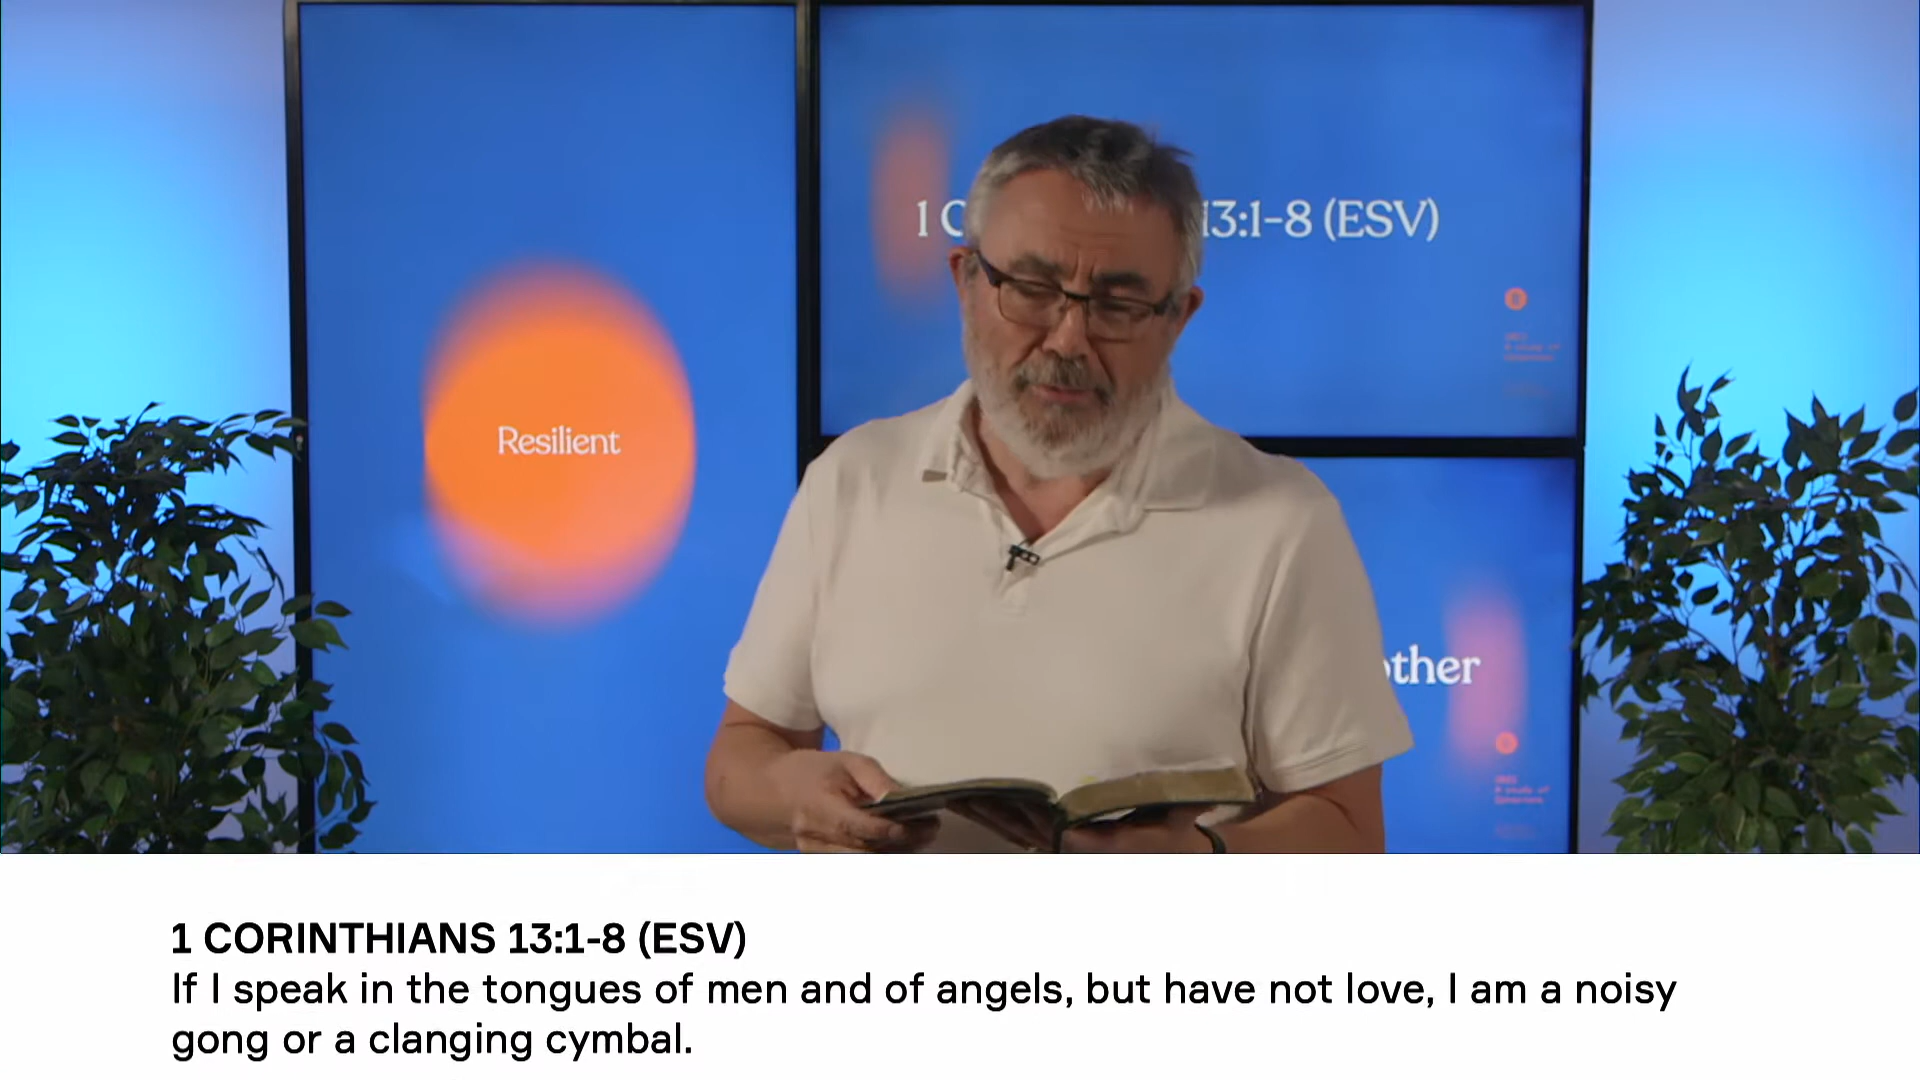 Resilient
1 C 13:1-8 (ESV)
other
1 CORINTHIANS 13:1-8 (ESV)
If I speak in the tongues of men and of angels, but have not love, I am a noisy
gong or a clanging cymbal.